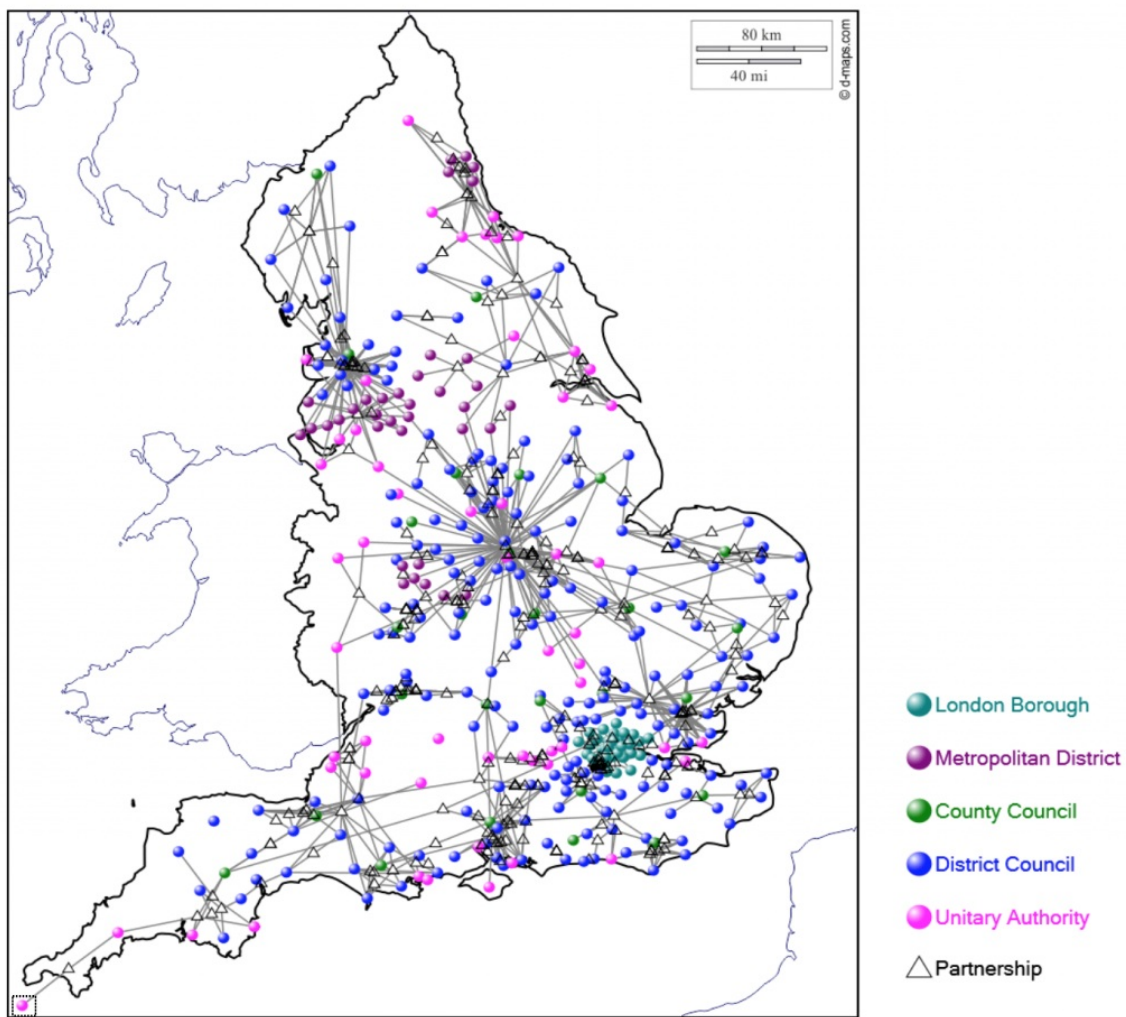 80 km
40 mi
© d-maps.com
London Borough
Metropolitan District
County Council
District Council
Unitary Authority
Partnership